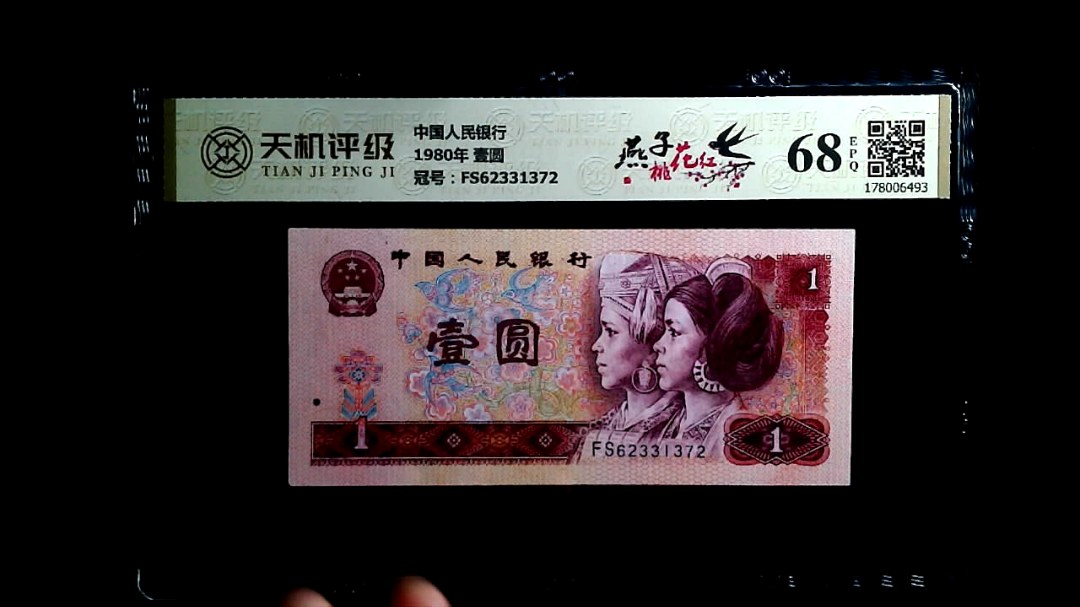 天机评级
TIAN JI PING JI
中国人民银行
1980年 壹圆
冠号：FS62331372
燕子
桃花红
68
EPQ
178006493
中国人民银行
1
壹圆
1
FS62331372
1